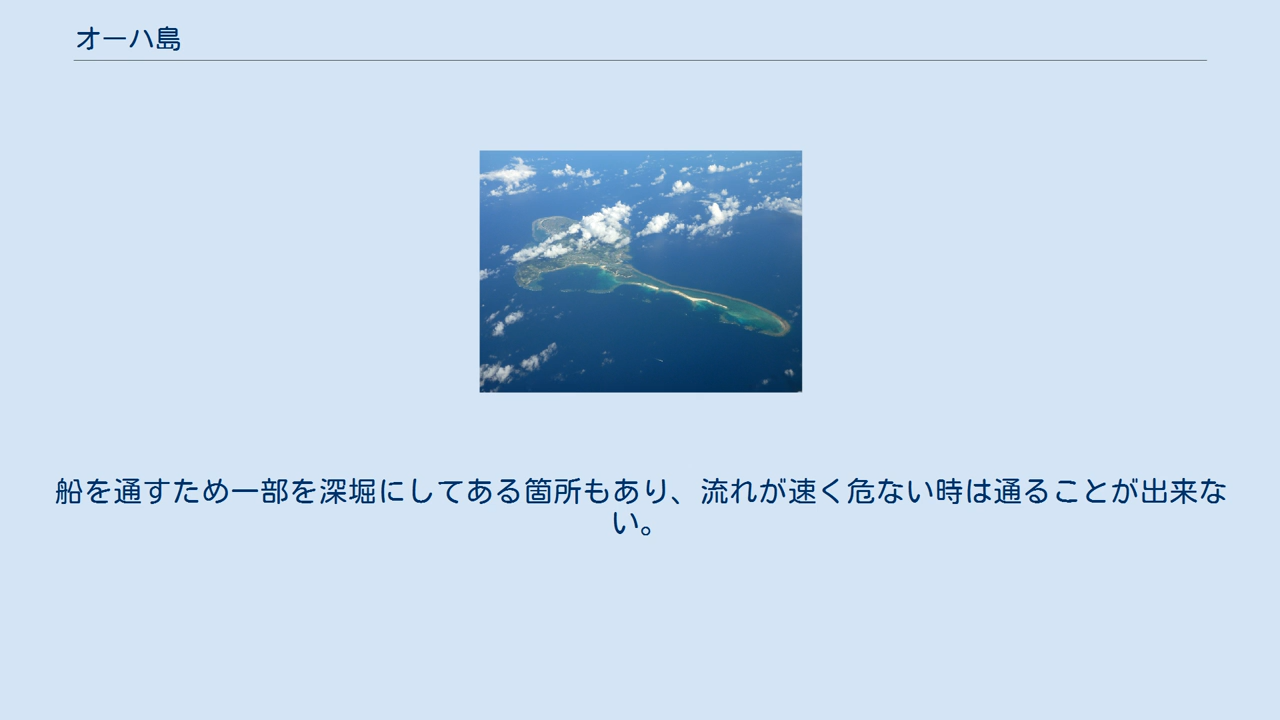 オーハ島
船を通すため一部を深堀にしてある箇所もあり、流れが速く危ない時は通ることが出来な
い。